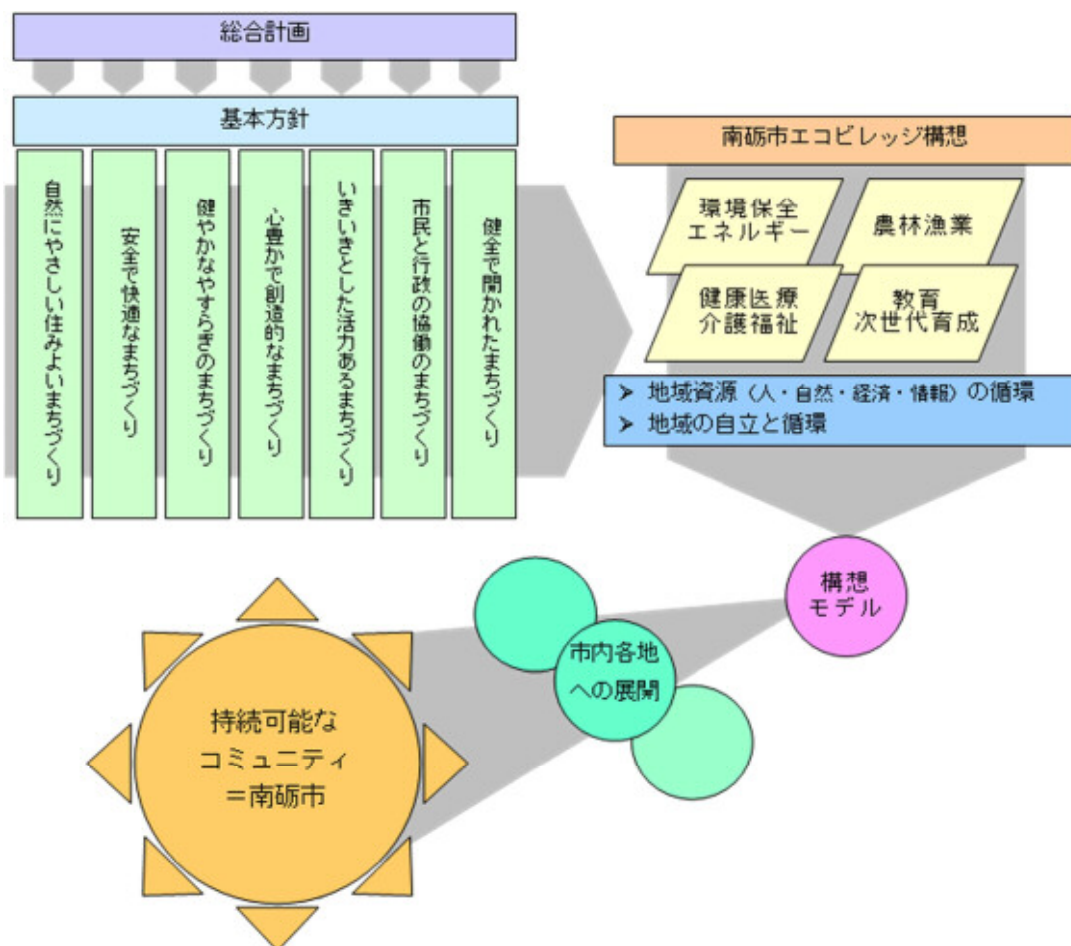 総合計画
基本方針
自然にやさしい住みよいまちづくり
安全で快適なまちづくり
健やかなやすらぎのまちづくり
心豊かで創造的なまちづくり
いきいきとした活力あるまちづくり
市民と行政の協働のまちづくり
健全で開かれたまちづくり
南砺市エコビレッジ構想
環境保全
エネルギー
農林漁業
健康医療
介護福祉
教育
次世代育成
➢ 地域資源（人・自然・経済・情報）の循環
➢ 地域の自立と循環
構想
モデル
市内各地
への展開
持続可能な
コミュニティ
＝南砺市